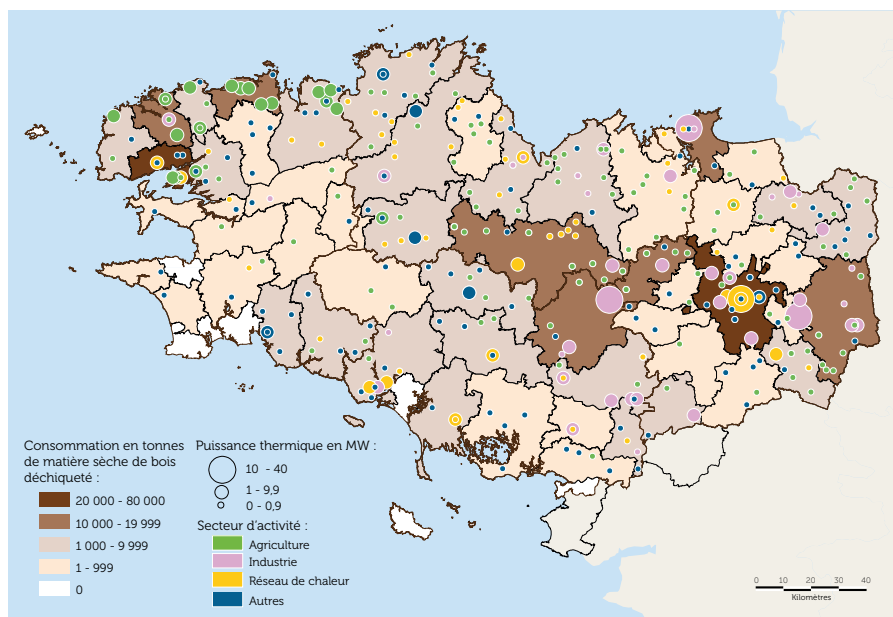 Consommation en tonnes
de matière sèche de bois
déchiqueté :
20 000 - 80 000
10 000 - 19 999
1 000 - 9 999
1 - 999
0
Puissance thermique en MW :
10 - 40
1 - 9,9
0 - 0,9
Secteur d'activité :
Agriculture
Industrie
Réseau de chaleur
Autres
0 10 20 30 40
Kilomètres